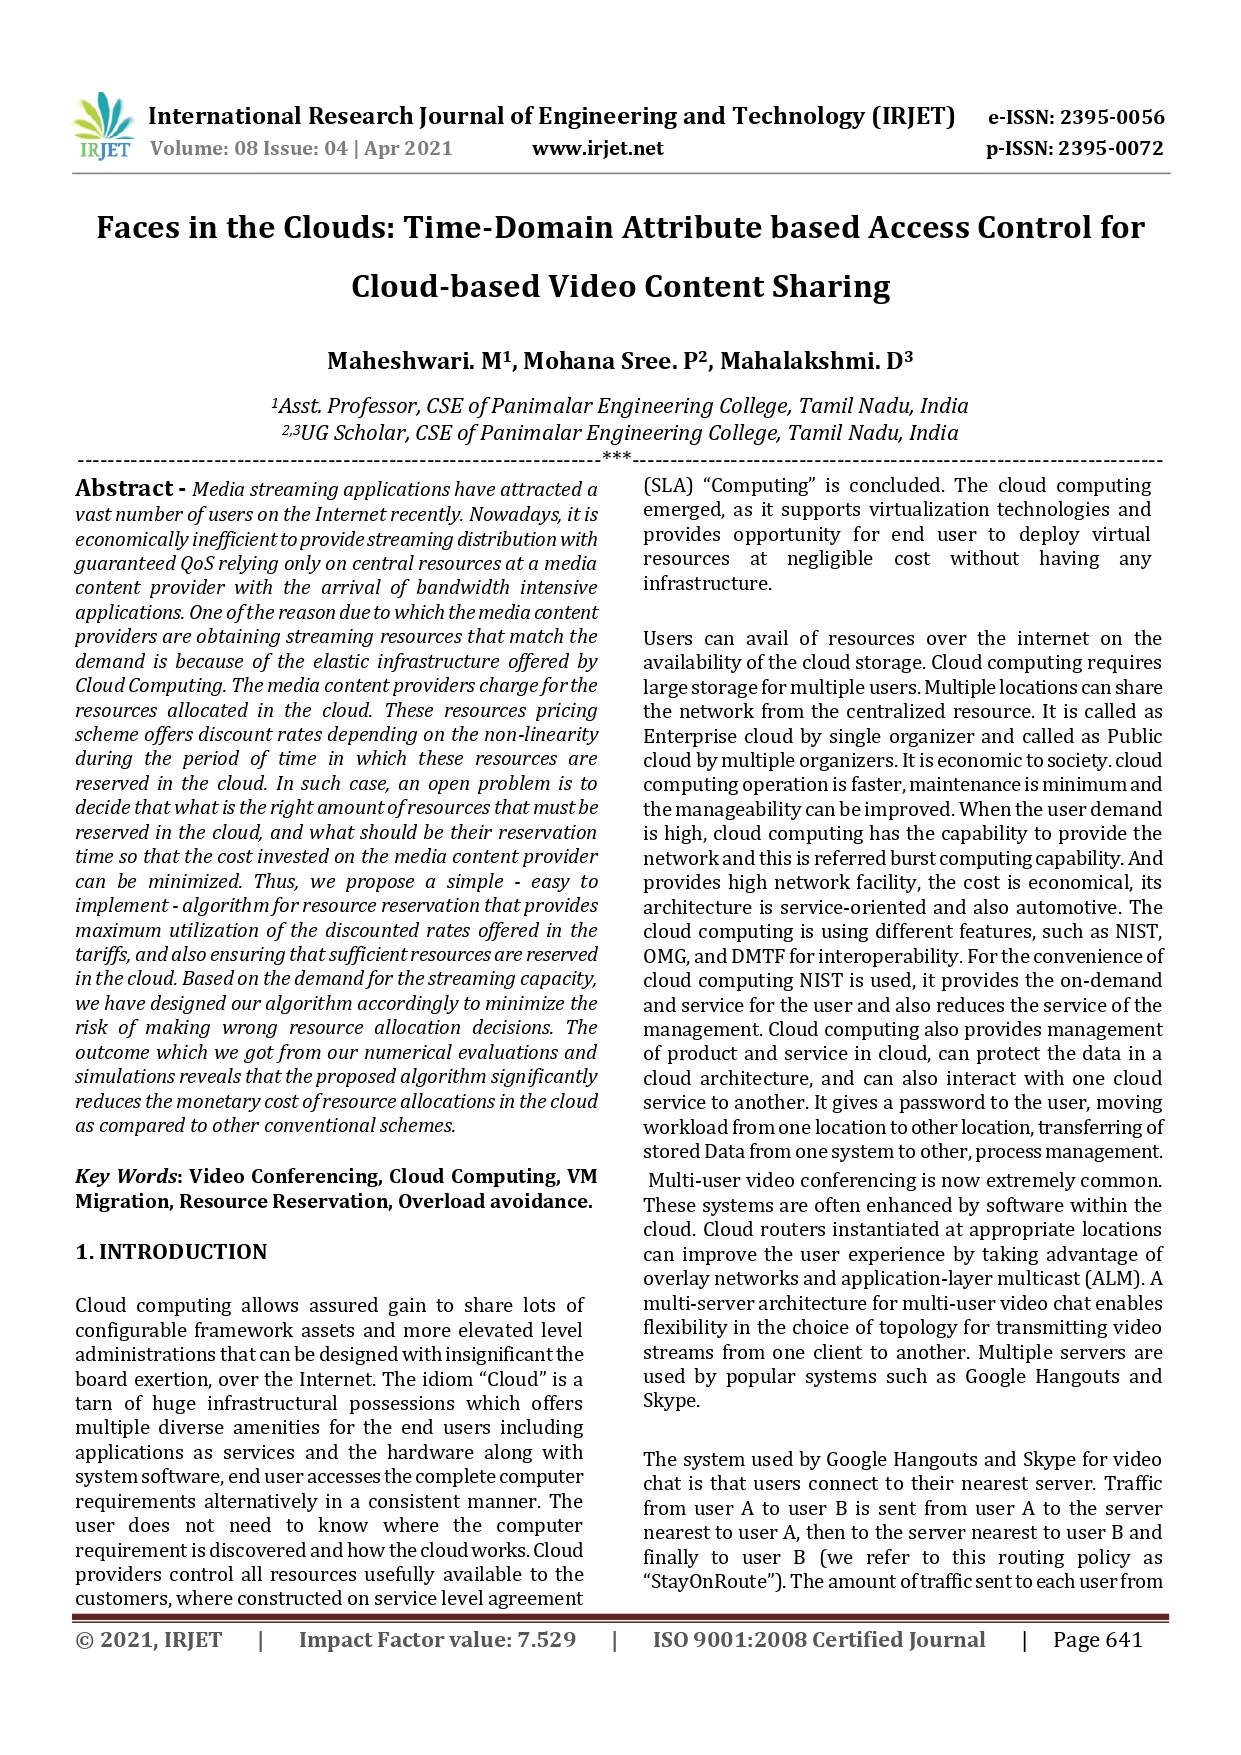 International Research Journal of Engineering and Technology (IRJET) e-ISSN: 2395-0056
IRJET Volume: 08 Issue: 04 | Apr 2021 www.irjet.net p-ISSN: 2395-0072
Faces in the Clouds: Time-Domain Attribute based Access Control for
Cloud-based Video Content Sharing
Maheshwari. M1, Mohana Sree. P2, Mahalakshmi. D3
1Asst. Professor, CSE of Panimalar Engineering College, Tamil Nadu, India
2,3UG Scholar, CSE of Panimalar Engineering College, Tamil Nadu, India
---------------------------------------------------------------------***----------------------------------------------------------------------
Abstract - Media streaming applications have attracted a
vast number of users on the Internet recently. Nowadays, it is
economically inefficient to provide streaming distribution with
guaranteed QoS relying only on central resources at a media
content provider with the arrival of bandwidth intensive
applications. One of the reason due to which the media content
providers are obtaining streaming resources that match the
demand is because of the elastic infrastructure offered by
Cloud Computing. The media content providers charge for the
resources allocated in the cloud. These resources pricing
scheme offers discount rates depending on the non-linearity
during the period of time in which these resources are
reserved in the cloud. In such case, an open problem is to
decide that what is the right amount of resources that must be
reserved in the cloud, and what should be their reservation
time so that the cost invested on the media content provider
can be minimized. Thus, we propose a simple - easy to
implement - algorithm for resource reservation that provides
maximum utilization of the discounted rates offered in the
tariffs, and also ensuring that sufficient resources are reserved
in the cloud. Based on the demand for the streaming capacity,
we have designed our algorithm accordingly to minimize the
risk of making wrong resource allocation decisions. The
outcome which we got from our numerical evaluations and
simulations reveals that the proposed algorithm significantly
reduces the monetary cost of resource allocations in the cloud
as compared to other conventional schemes.
Key Words: Video Conferencing, Cloud Computing, VM
Migration, Resource Reservation, Overload avoidance.
1. INTRODUCTION
Cloud computing allows assured gain to share lots of
configurable framework assets and more elevated level
administrations that can be designed with insignificant the
board exertion, over the Internet. The idiom “Cloud” is a
tarn of huge infrastructural possessions which offers
multiple diverse amenities for the end users including
applications as services and the hardware along with
system software, end user accesses the complete computer
requirements alternatively in a consistent manner. The
user does not need to know where the computer
requirement is discovered and how the cloud works. Cloud
providers control all resources usefully available to the
customers, where constructed on service level agreement
(SLA) “Computing” is concluded. The cloud computing
emerged, as it supports virtualization technologies and
provides opportunity for end user to deploy virtual
resources at negligible cost without having any
infrastructure.
Users can avail of resources over the internet on the
availability of the cloud storage. Cloud computing requires
large storage for multiple users. Multiple locations can share
the network from the centralized resource. It is called as
Enterprise cloud by single organizer and called as Public
cloud by multiple organizers. It is economic to society. cloud
computing operation is faster, maintenance is minimum and
the manageability can be improved. When the user demand
is high, cloud computing has the capability to provide the
network and this is referred burst computing capability. And
provides high network facility, the cost is economical, its
architecture is service-oriented and also automotive. The
cloud computing is using different features, such as NIST,
OMG, and DMTF for interoperability. For the convenience of
cloud computing NIST is used, it provides the on-demand
and service for the user and also reduces the service of the
management. Cloud computing also provides management
of product and service in cloud, can protect the data in a
cloud architecture, and can also interact with one cloud
service to another. It gives a password to the user, moving
workload from one location to other location, transferring of
stored Data from one system to other, process management.
Multi-user video conferencing is now extremely common.
These systems are often enhanced by software within the
cloud. Cloud routers instantiated at appropriate locations
can improve the user experience by taking advantage of
overlay networks and application-layer multicast (ALM). A
multi-server architecture for multi-user video chat enables
flexibility in the choice of topology for transmitting video
streams from one client to another. Multiple servers are
used by popular systems such as Google Hangouts and
Skype.
The system used by Google Hangouts and Skype for video
chat is that users connect to their nearest server. Traffic
from user A to user B is sent from user A to the server
nearest to user A, then to the server nearest to user B and
finally to user B (we refer to this routing policy as
“StayOnRoute”). The amount of traffic sent to each user from
© 2021, IRJET | Impact Factor value: 7.529 | ISO 9001:2008 Certified Journal | Page 641